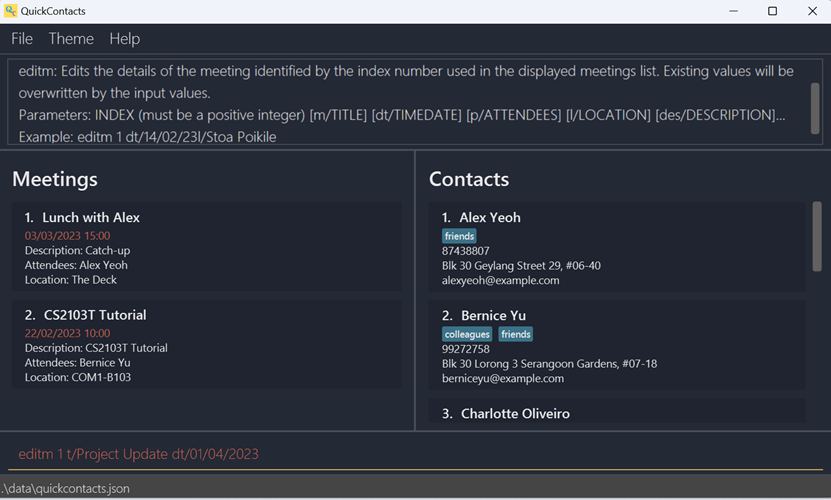 QuickContacts
File Theme Help
editm: Edits the details of the meeting identified by the index number used in the displayed meetings list. Existing values will be
overwritten by the input values.
Parameters: INDEX (must be a positive integer) [m/TITLE] [dt/TIMEDATE] [p/ATTENDEES] [l/LOCATION] [des/DESCRIPTION]...
Example: editm 1 dt/14/02/23l/Stoa Poikile
Meetings
1. Lunch with Alex
03/03/2023 15:00
Description: Catch-up
Attendees: Alex Yeoh
Location: The Deck
2. CS2103T Tutorial
22/02/2023 10:00
Description: CS2103T Tutorial
Attendees: Bernice Yu
Location: COM1-B103
Contacts
1. Alex Yeoh
friends
87438807
Blk 30 Geylang Street 29, #06-40
alexyeoh@example.com
2. Bernice Yu
colleagues friends
99272758
Blk 30 Lorong 3 Serangoon Gardens, #07-18
berniceyu@example.com
3. Charlotte Oliveiro
editm 1 t/Project Update dt/01/04/2023
.\data\quickcontacts.json